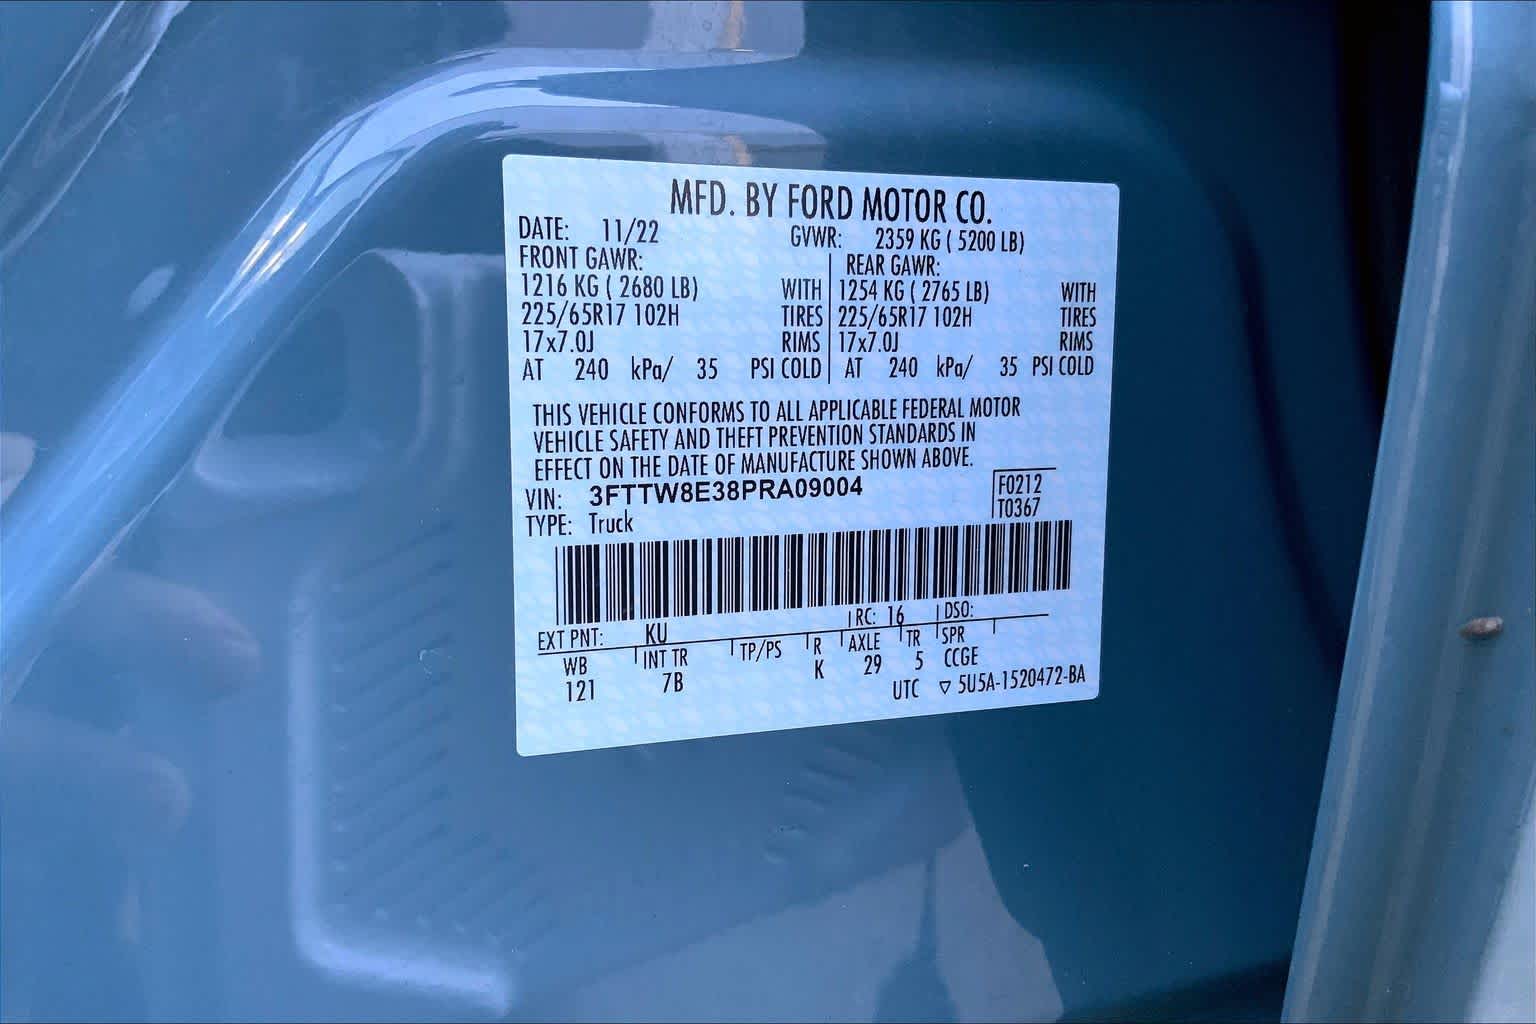 MFD. BY FORD MOTOR CO.
DATE: 11/22 GVWR: 2359 KG ( 5200 LB)
FRONT GAWR: REAR GAWR:
1216 KG ( 2680 LB) WITH 1254 KG ( 2765 LB) WITH
225/65R17 102H TIRES 225/65R17 102H TIRES
17x7.0J RIMS 17x7.0J RIMS
AT 240 kPa/ 35 PSI COLD AT 240 kPa/ 35 PSI COLD
THIS VEHICLE CONFORMS TO ALL APPLICABLE FEDERAL MOTOR
VEHICLE SAFETY AND THEFT PREVENTION STANDARDS IN
EFFECT ON THE DATE OF MANUFACTURE SHOWN ABOVE.
VIN: 3FTTW8E38PRA09004 F0212
TYPE: Truck T0367
EXT PNT: KU RC: 16 DSO:
WB INT TR TP/PS R AXLE TR SPR
121 7B K 29 5 CCGE
UTC ▽ 5U5A-1520472-BA